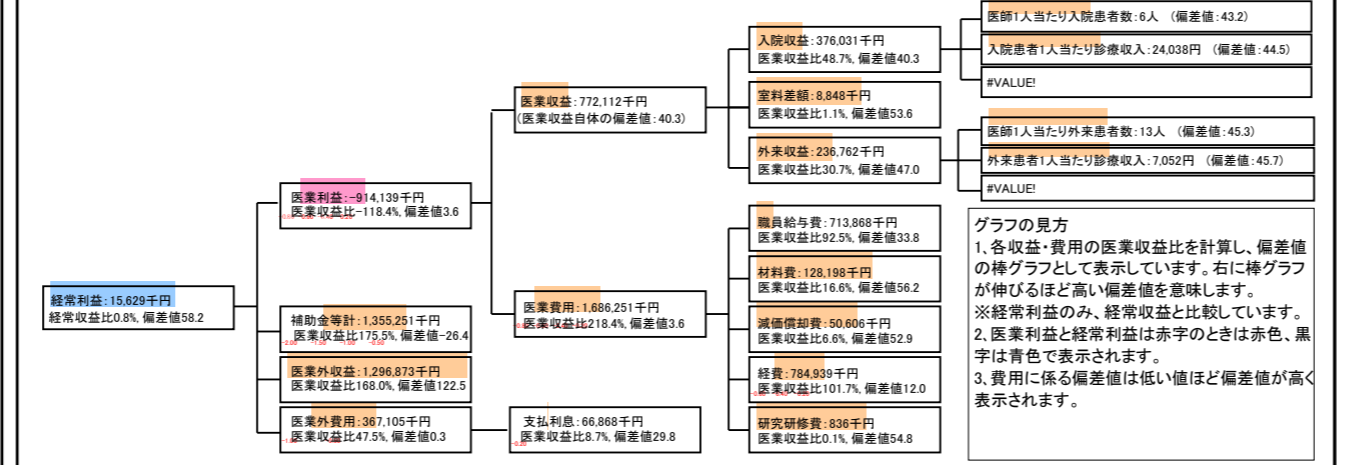 医師1人当たり入院患者数:6人 (偏差値:43.2)
入院収益:376,031千円
医業収益比48.7%, 偏差値40.3
入院患者1人当たり診療収入:24,038円 (偏差値:44.5)
#VALUE!
医業収益:772,112千円
(医業収益自体の偏差値:40.3)
室料差額:8,848千円
医業収益比1.1%, 偏差値53.6
医師1人当たり外来患者数:13人 (偏差値:45.3)
外来収益:236,762千円
医業収益比30.7%, 偏差値47.0
外来患者1人当たり診療収入:7,052円 (偏差値:45.7)
#VALUE!
医業利益:-914,139千円
医業収益比-118.4%, 偏差値3.6
職員給与費:713,868千円
医業収益比92.5%, 偏差値33.8
材料費:128,198千円
医業収益比16.6%, 偏差値56.2
経常利益:15,629千円
経常収益比0.8%, 偏差値58.2
補助金等計:1,355,251千円
医業収益比175.5%, 偏差値-26.4
-2.00 -1.50 -1.00 -0.50
医業費用:1,686,251千円
医業収益比218.4%, 偏差値3.6
減価償却費:50,606千円
医業収益比6.6%, 偏差値52.9
医業外収益:1,296,873千円
医業収益比168.0%, 偏差値122.5
経費:784,939千円
医業収益比101.7%, 偏差値12.0
医業外費用:367,105千円
医業収益比47.5%, 偏差値0.3
支払利息:66,868千円
医業収益比8.7%, 偏差値29.8
-0.20
研究研修費:836千円
医業収益比0.1%, 偏差値54.8
グラフの見方
1、各収益・費用の医業収益比を計算し、偏差値
の棒グラフとして表示しています。右に棒グラフ
が伸びるほど高い偏差値を意味します。
※経常利益のみ、経常収益と比較しています。
2、医業利益と経常利益は赤字のときは赤色、黒
字は青色で表示されます。
3、費用に係る偏差値は低い値ほど偏差値が高く
表示されます。